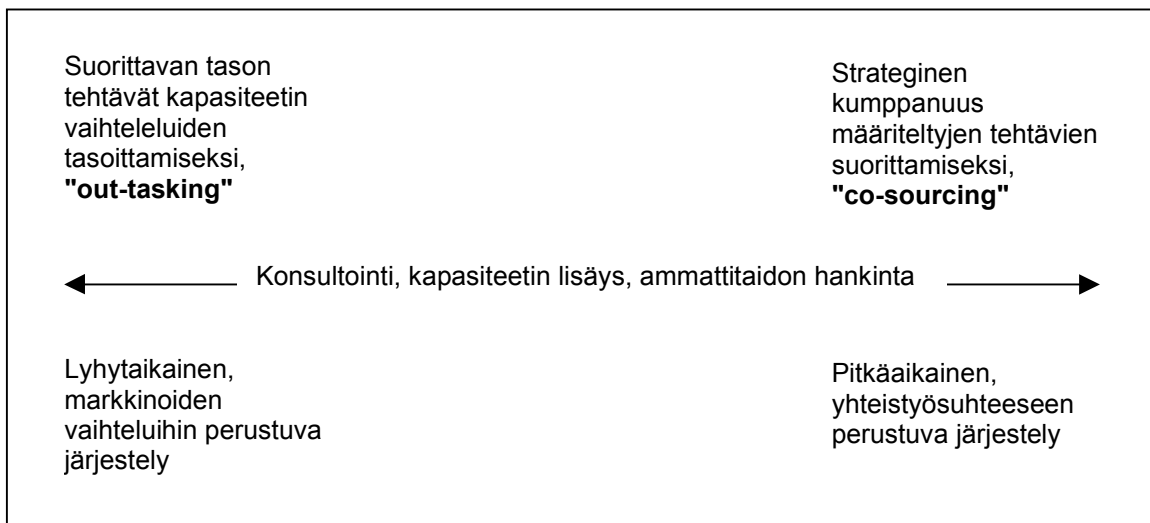 Suorittavan tason
tehtävät kapasiteetin
vaihteleluiden
tasoittamiseksi,
"out-tasking"
Strateginen
kumppanuus
määriteltyjen tehtävien
suorittamiseksi,
"co-sourcing"
Konsultointi, kapasiteetin lisäys, ammattitaidon hankinta
Lyhytaikainen,
markkinoiden
vaihteluihin perustuva
järjestely
Pitkäaikainen,
yhteistyösuhteeseen
perustuva järjestely